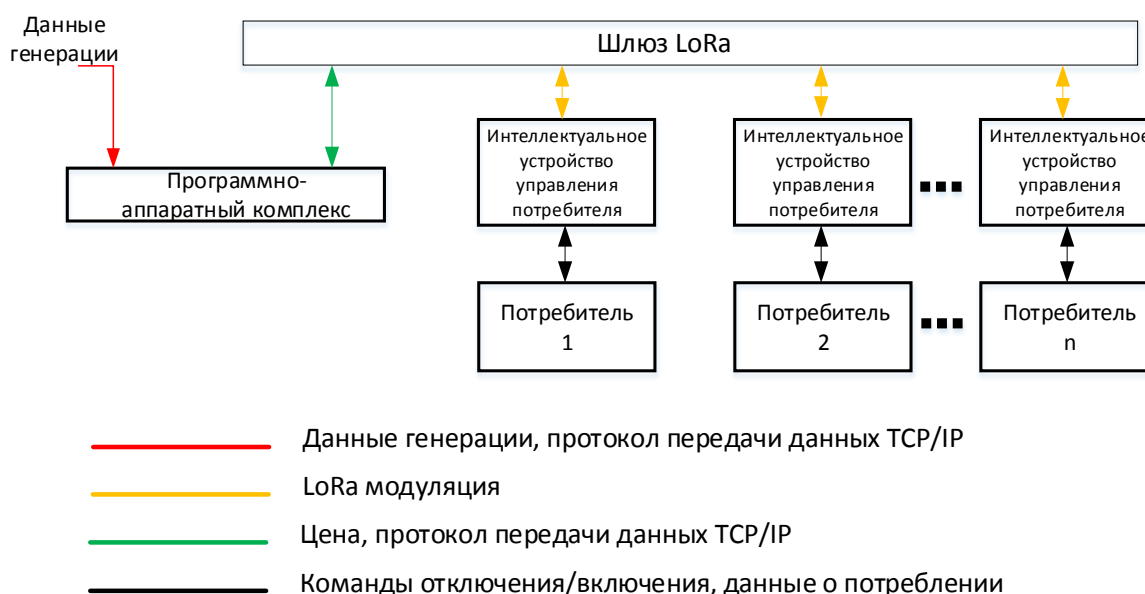 Данные
генерации
Шлюз LoRa
Программно-
аппаратный комплекс
Интеллектуальное
устройство
управления
потребителя
Интеллектуальное
устройство
управления
потребителя
Интеллектуальное
устройство
управления
потребителя
Потребитель
1
Потребитель
2
Потребитель
n
Данные генерации, протокол передачи данных TCP/IP
LoRa модуляция
Цена, протокол передачи данных TCP/IP
Команды отключения/включения, данные о потреблении